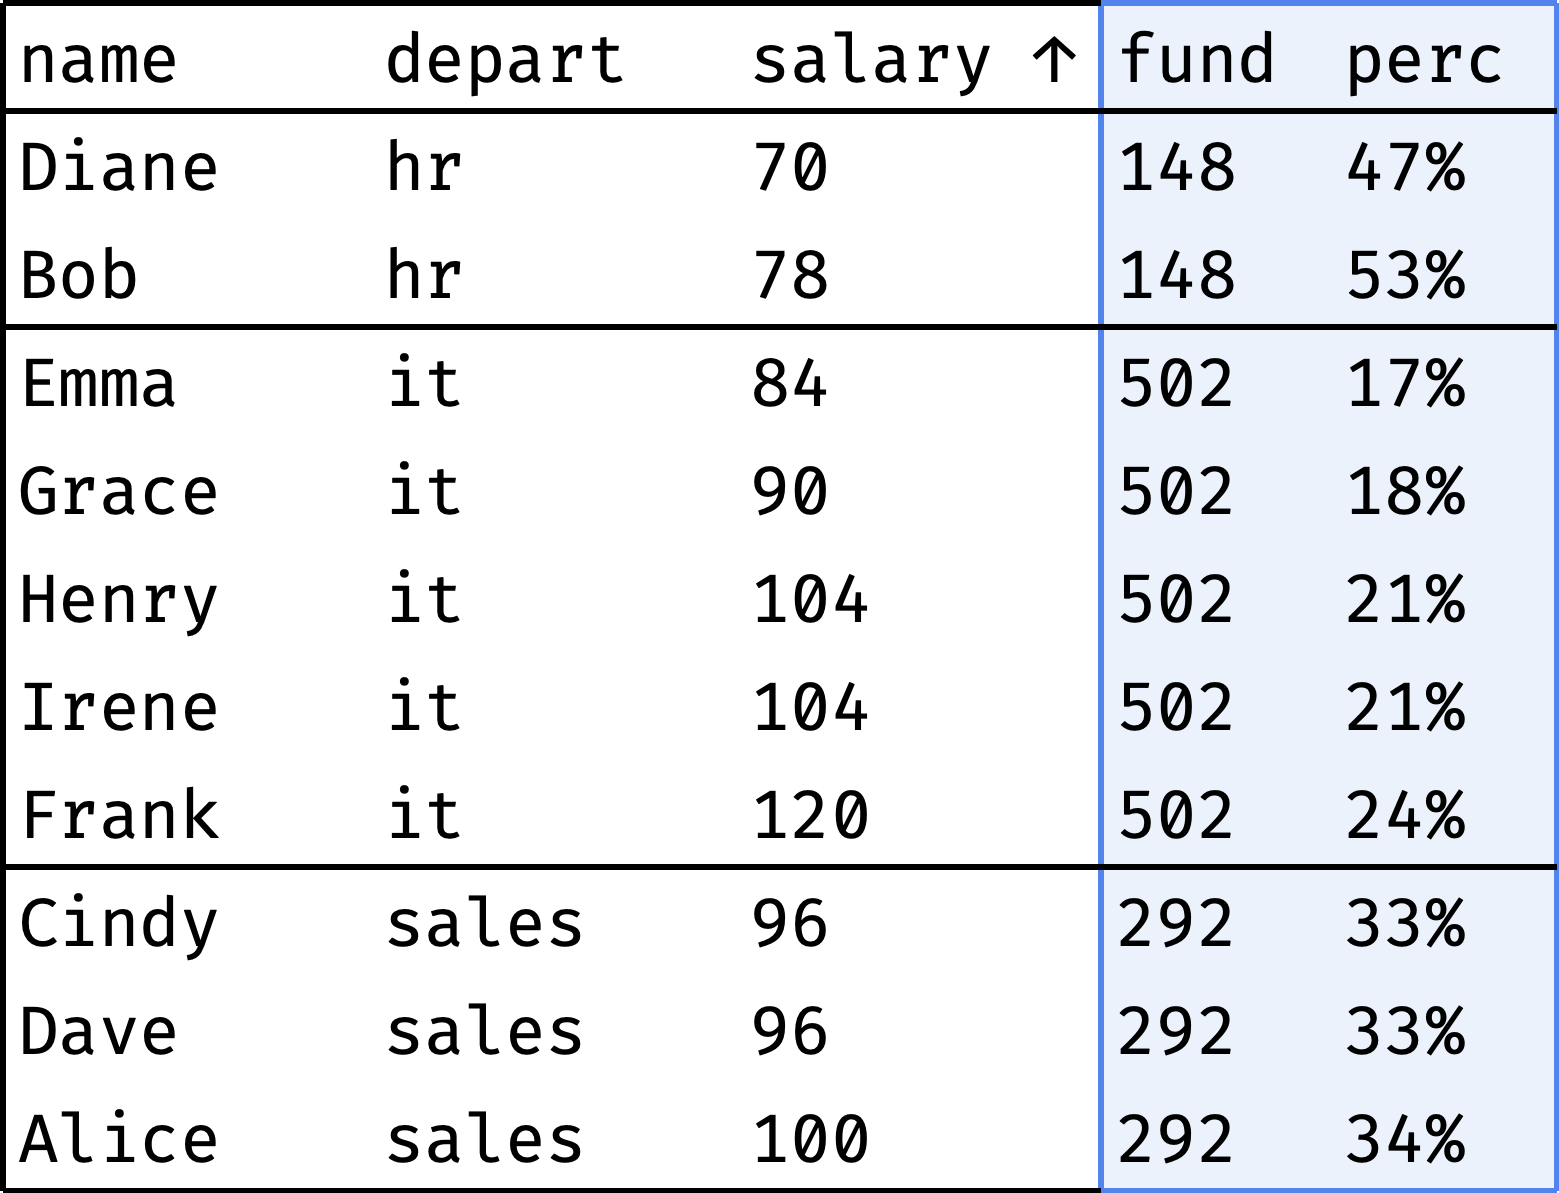 name depart salary ↑ fund perc
Diane hr 70 148 47%
Bob hr 78 148 53%
Emma it 84 502 17%
Grace it 90 502 18%
Henry it 104 502 21%
Irene it 104 502 21%
Frank it 120 502 24%
Cindy sales 96 292 33%
Dave sales 96 292 33%
Alice sales 100 292 34%